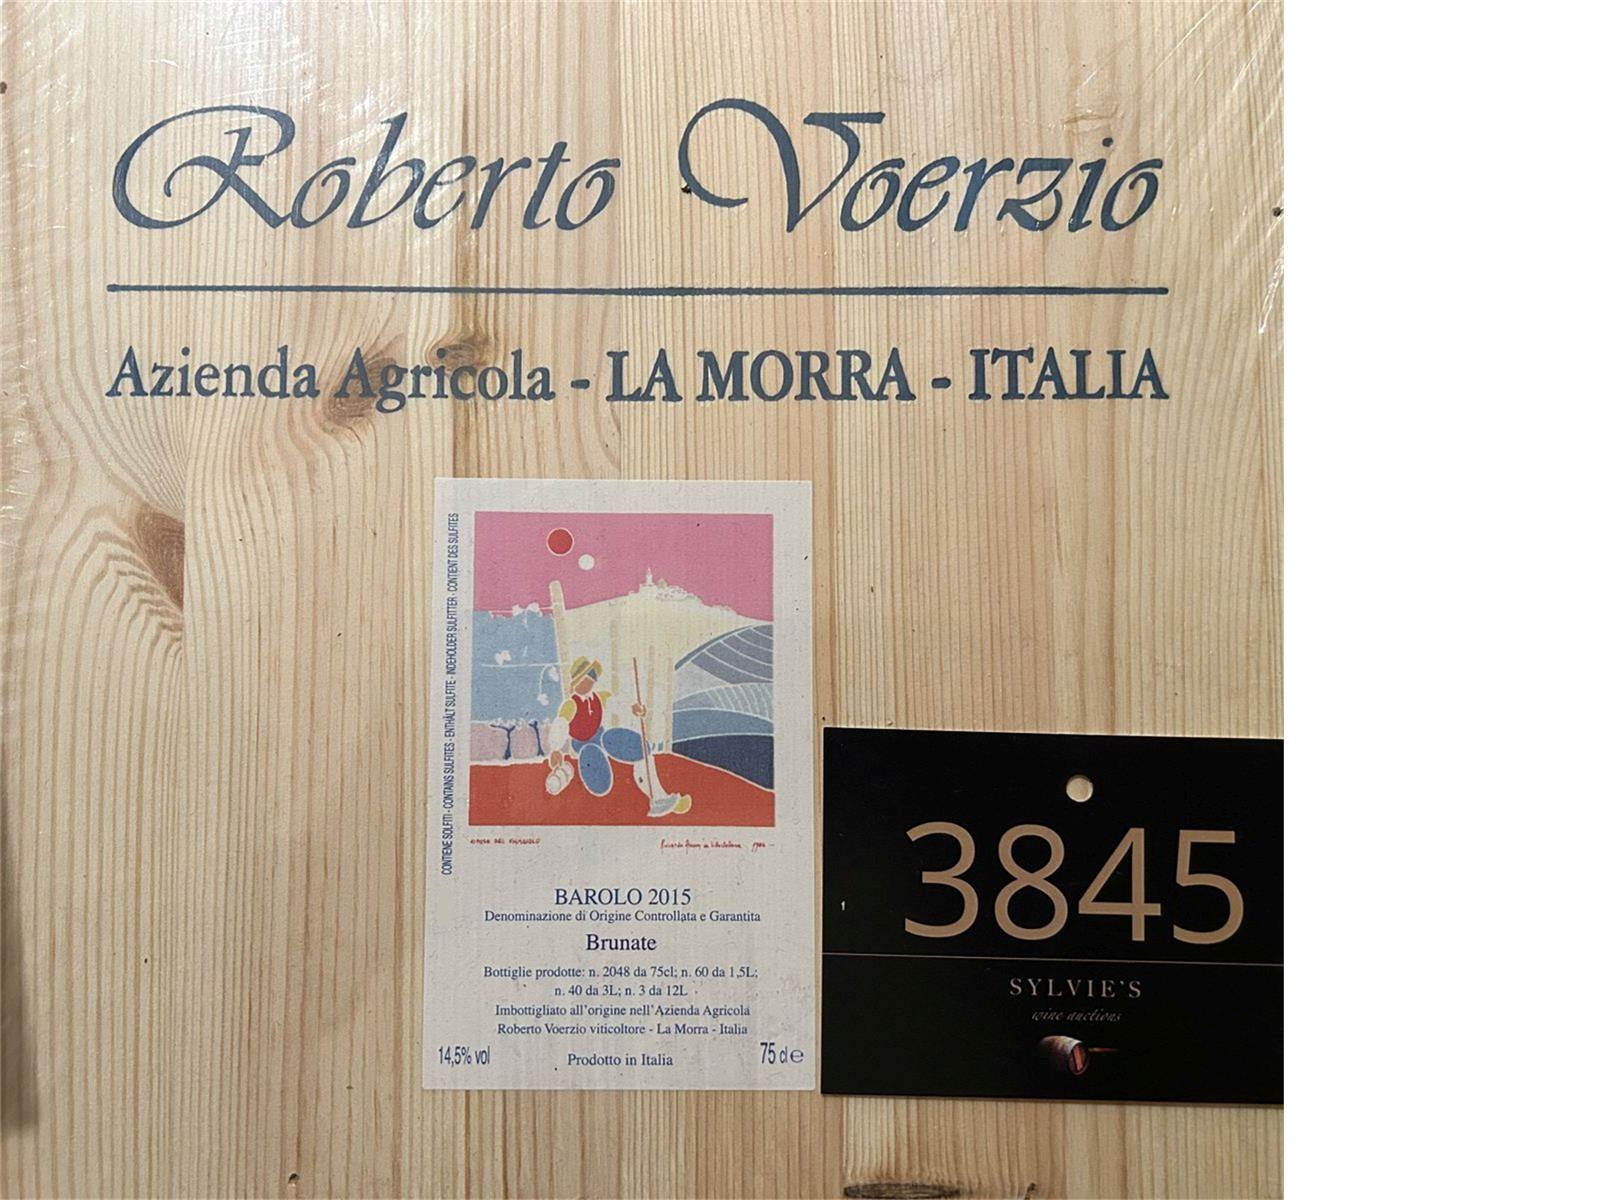 Roberto Voerzio
Azienda Agricola - LA MORRA - ITALIA
CONTIENE SOLFITI - CONTAINS SULFITES - ENTHÄLT SULFITE - INDEHOLDER SULFITTER - CONTIENT DES SULFITES
BAROLO 2015
Denominazione di Origine Controllata e Garantita
Brunate
Bottiglie prodotte: n. 2048 da 75cl; n. 60 da 1,5L;
n. 40 da 3L; n. 3 da 12L
Imbottigliato all'origine nell'Azienda Agricola
Roberto Voerzio viticoltore - La Morra - Italia
14,5% vol
Prodotto in Italia
75 cl e
3845
SYLVIE'S
wine auctions